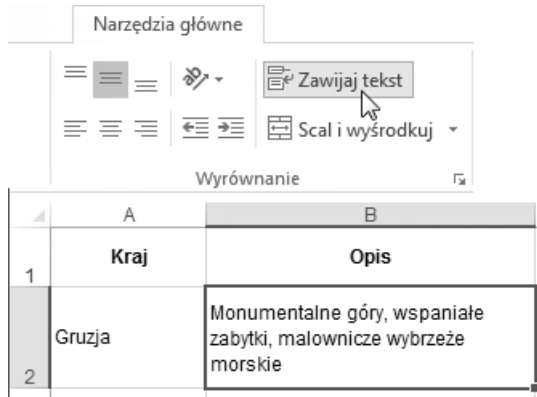 Narzędzia główne
Zawijaj tekst
Scal i wyśrodkuj
Wyrównanie
A B
1 Kraj Opis
2 Gruzja Monumentalne góry, wspaniałe
zabytki, malownicze wybrzeże
morskie